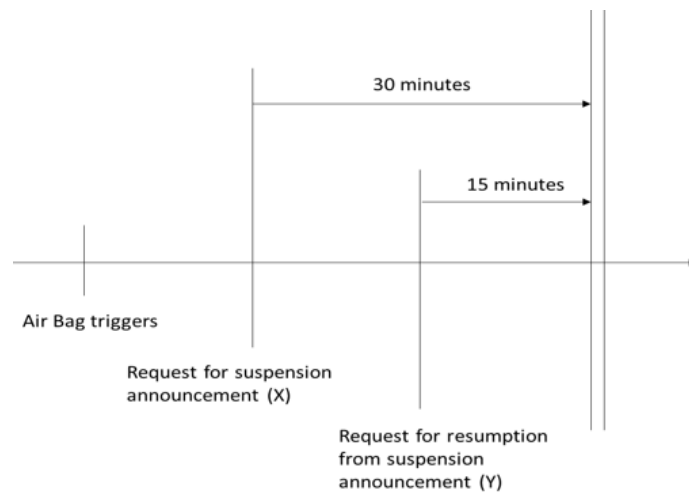 30 minutes
15 minutes
Air Bag triggers
Request for suspension
announcement (X)
Request for resumption
from suspension
announcement (Y)